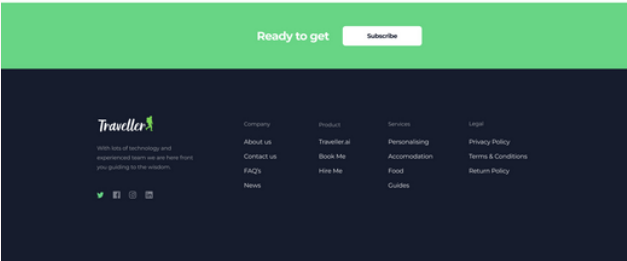 Ready to get
Subscribe
Traveller
With lots of technology and
experienced team we are here front
you guiding to the wisdom.
Company
About us
Contact us
FAQ's
News
Product
Traveller.ai
Book Me
Hire Me
Services
Personalising
Accomodation
Food
Guides
Legal
Privacy Policy
Terms & Conditions
Return Policy